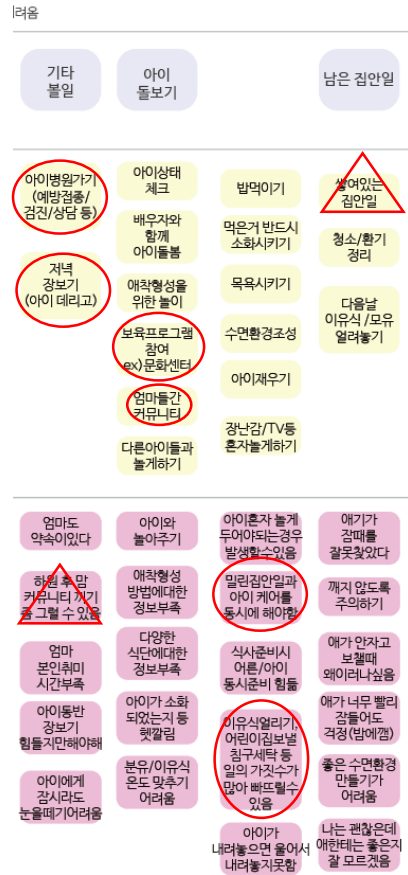 려움
기타
볼일
아이
돌보기
남은 집안일
아이병원가기
(예방접종/
검진/상담 등)
저녁
장보기
(아이 데리고)
아이상태
체크
배우자와
함께
아이돌봄
애착형성을
위한 놀이
보육프로그램
참여
ex)문화센터
엄마들간
커뮤니티
다른아이들과
놀게하기
밥먹이기
먹은거 반드시
소화시키기
목욕시키기
수면환경조성
아이재우기
장난감/TV등
혼자놀게하기
쌓여있는
집안일
청소/환기
정리
다음날
이유식 /모유
얼려놓기
엄마도
약속이있다
하원 후 맘
커뮤니티 끼기
좀 그럴 수 있음
엄마
본인취미
시간부족
아이동반
장보기
힘들지만해야해
아이에게
잠시라도
눈을떼기어려움
아이와
놀아주기
애착형성
방법에대한
정보부족
다양한
식단에대한
정보부족
아이가 소화
되었는지 등
헷갈림
분유/이유식
온도 맞추기
어려움
아이혼자 놀게
두어야되는경우
발생할수있음
밀린집안일과
아이 케어를
동시에 해야함
식사준비시
어른/아이
동시준비 힘듦
이유식얼리기,
어린이집보낼
침구세탁 등
일의 가짓수가
많아 빠뜨릴수
있음
아이가
내려놓으면 울어서
내려놓지못함
애기가
잠때를
잘못찾았다
깨지 않도록
주의하기
애가 안자고
보챌때
왜이러나싶음
애가 너무 빨리
잠들어도
걱정(밤에깰)
좋은 수면환경
만들기가
어려움
나는 괜찮은데
애한테는 좋은지
잘 모르겠음